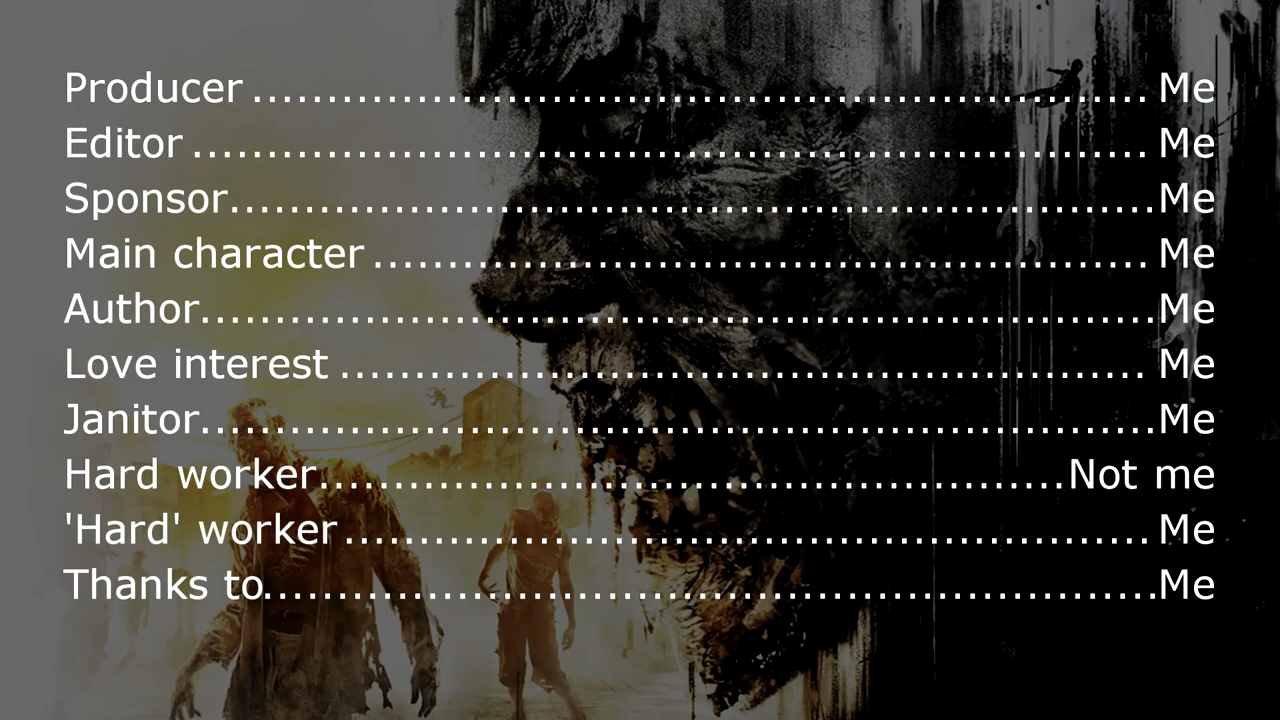 Producer ............................................................ Me
Editor ................................................................ Me
Sponsor..............................................................Me
Main character .................................................... Me
Author................................................................Me
Love interest ...................................................... Me
Janitor................................................................Me
Hard worker..................................................Not me
'Hard' worker ...................................................... Me
Thanks to............................................................Me